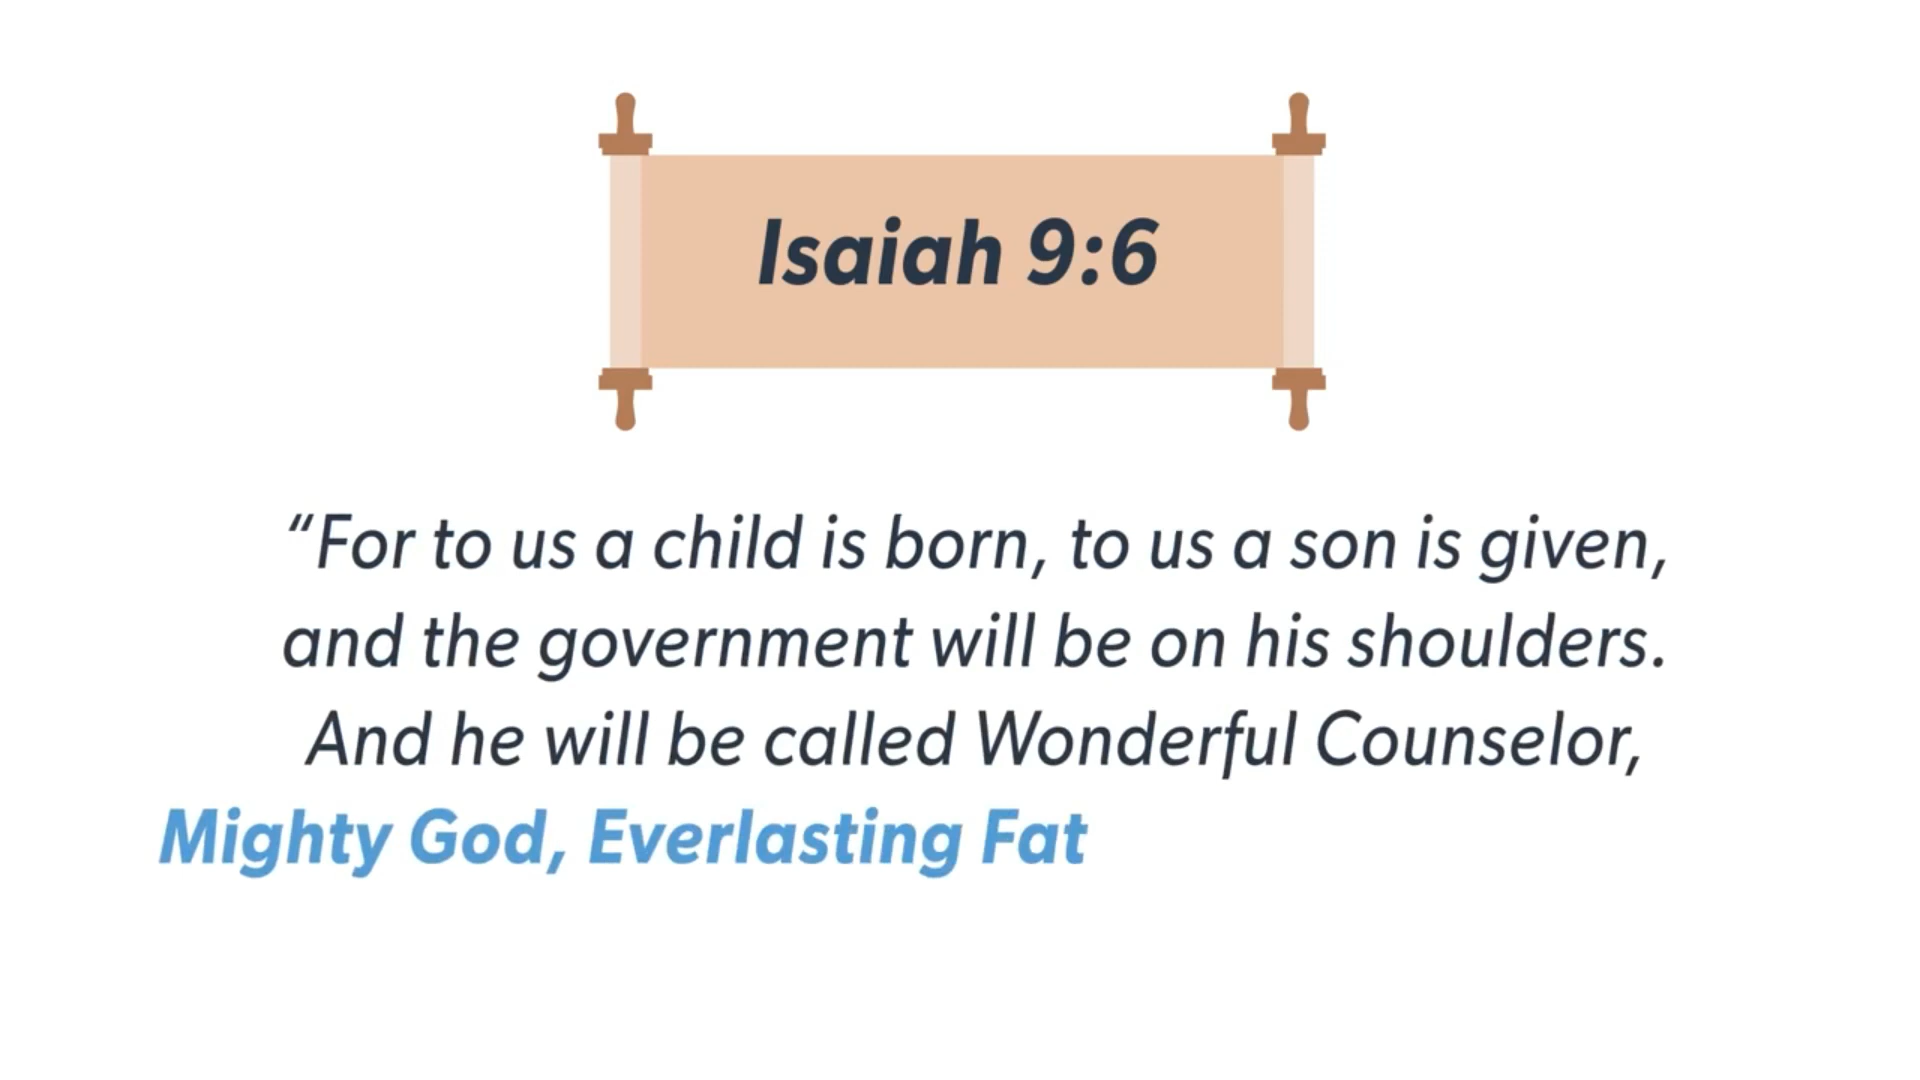 Isaiah 9:6
“For to us a child is born, to us a son is given,
and the government will be on his shoulders.
And he will be called Wonderful Counselor,
Mighty God, Everlasting Fat